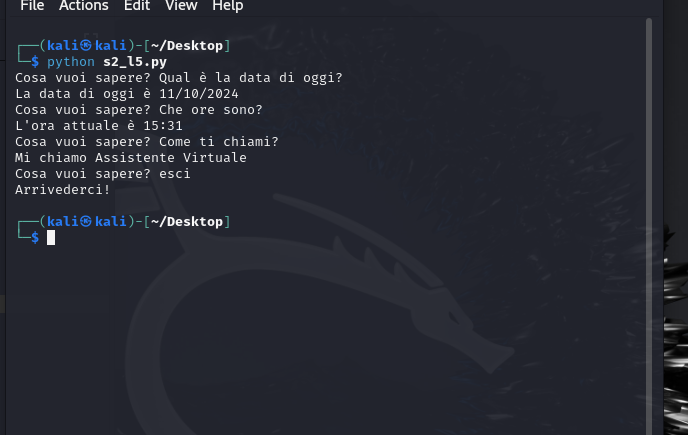 File Actions Edit View Help
┌──(kali㉿kali)-[~/Desktop]
└─$ python s2_l5.py
Cosa vuoi sapere? Qual è la data di oggi?
La data di oggi è 11/10/2024
Cosa vuoi sapere? Che ore sono?
L'ora attuale è 15:31
Cosa vuoi sapere? Come ti chiami?
Mi chiamo Assistente Virtuale
Cosa vuoi sapere? esci
Arrivederci!
┌──(kali㉿kali)-[~/Desktop]
└─$